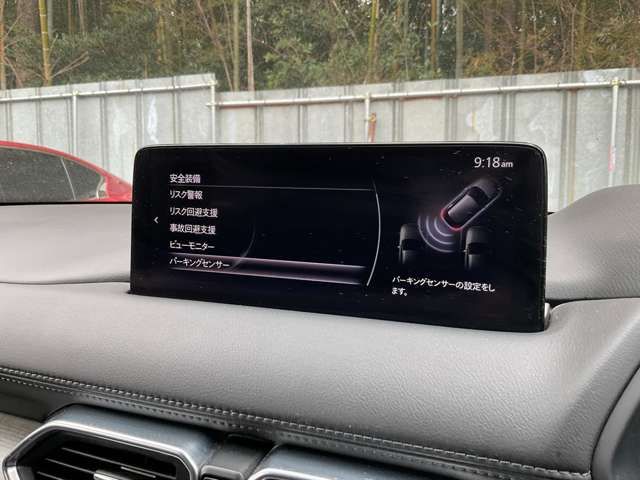 9:18am
安全装備
リスク警報
リスク回避支援
事故回避支援
ビューモニター
パーキングセンサー
パーキングセンサーの設定をし
ます。